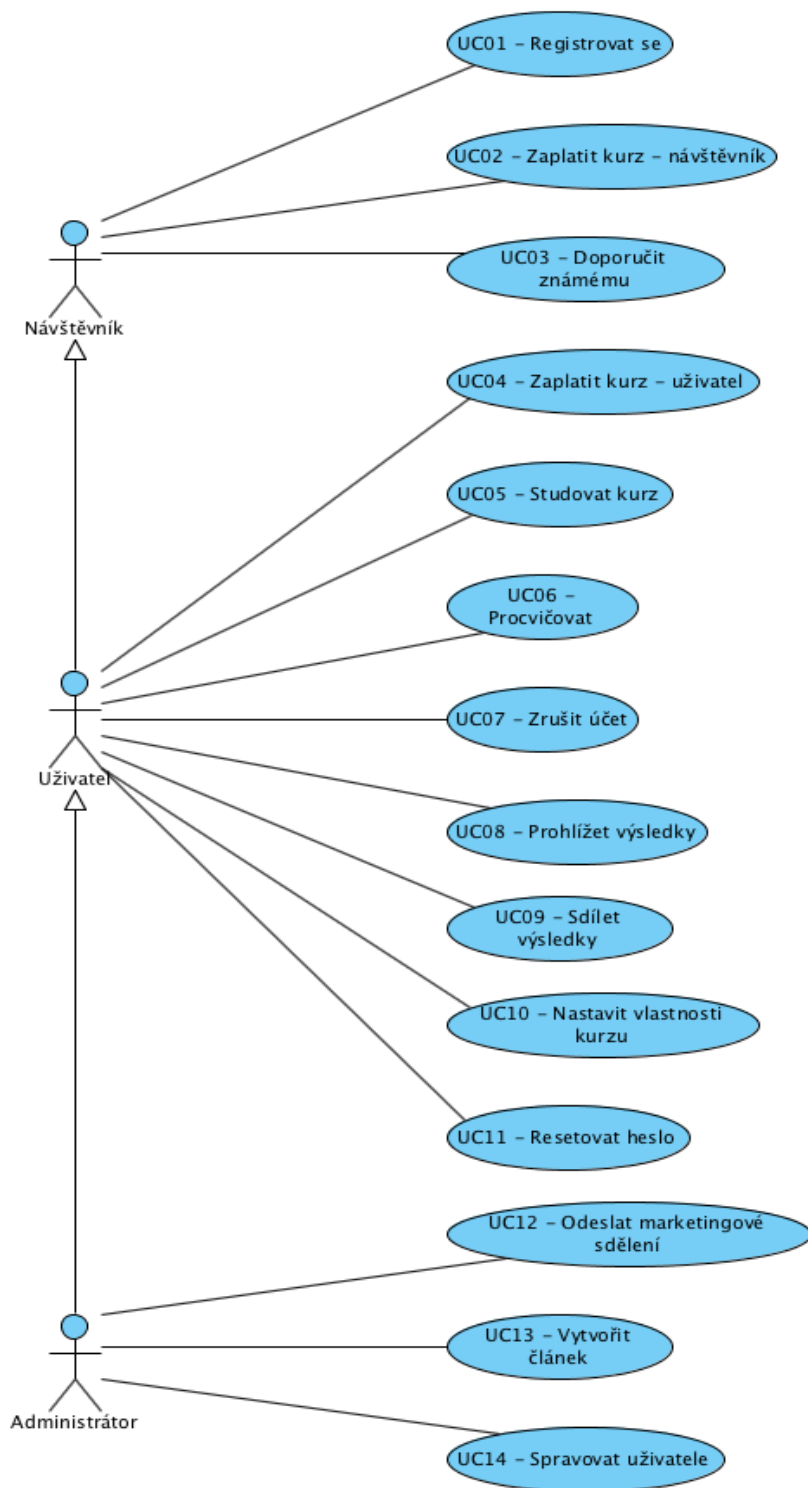 UC01 – Registrovat se
UC02 – Zaplatit kurz – návštěvník
UC03 – Doporučit
známému
Návštěvník
UC04 – Zaplatit kurz – uživatel
UC05 – Studovat kurz
UC06 –
Procvičovat
UC07 – Zrušit účet
Uživatel
UC08 – Prohlížet výsledky
UC09 – Sdílet
výsledky
UC10 – Nastavit vlastnosti
kurzu
UC11 – Resetovat heslo
UC12 – Odeslat marketingové
sdělení
UC13 – Vytvořit
článek
Administrátor
UC14 – Spravovat uživatele